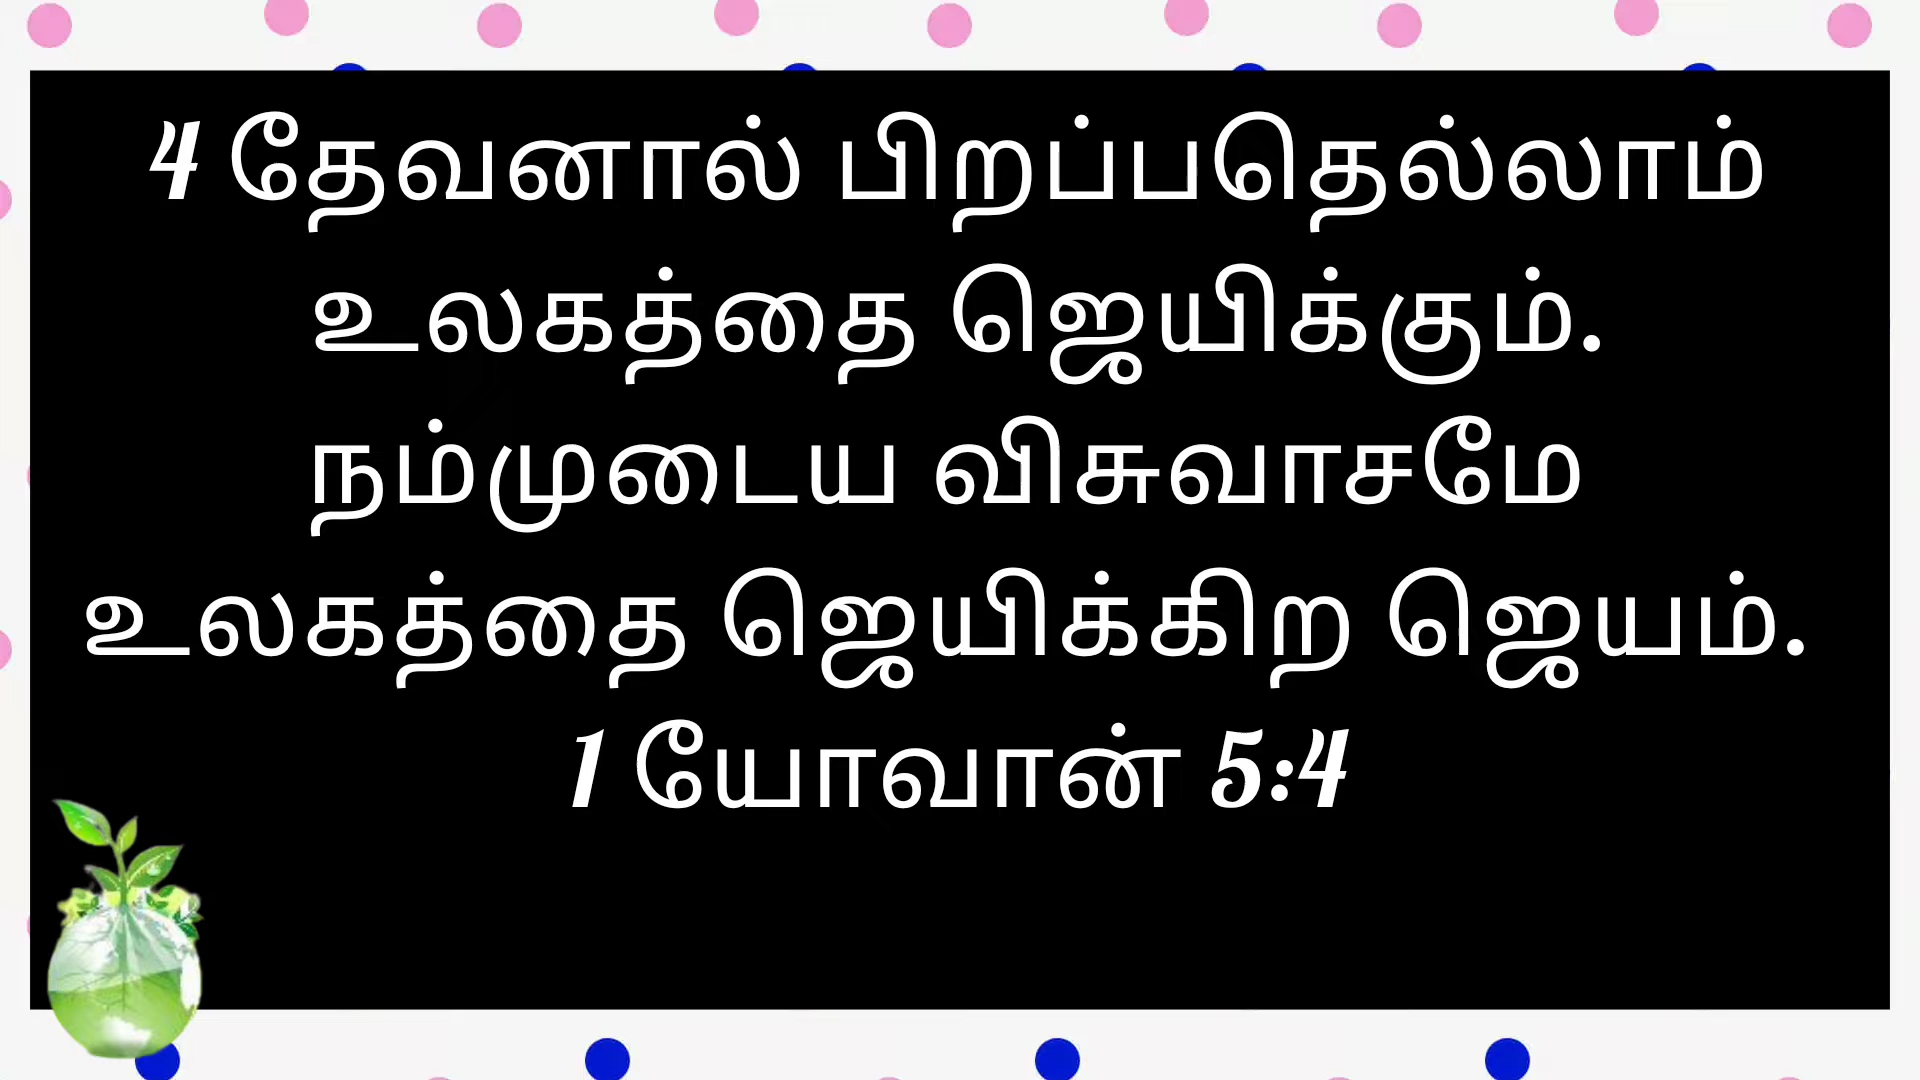 4 தேவனால் பிறப்பதெல்லாம்
உலகத்தை ஜெயிக்கும்.
நம்முடைய விசுவாசமே
உலகத்தை ஜெயிக்கிற ஜெயம்.
1 யோவான் 5:4